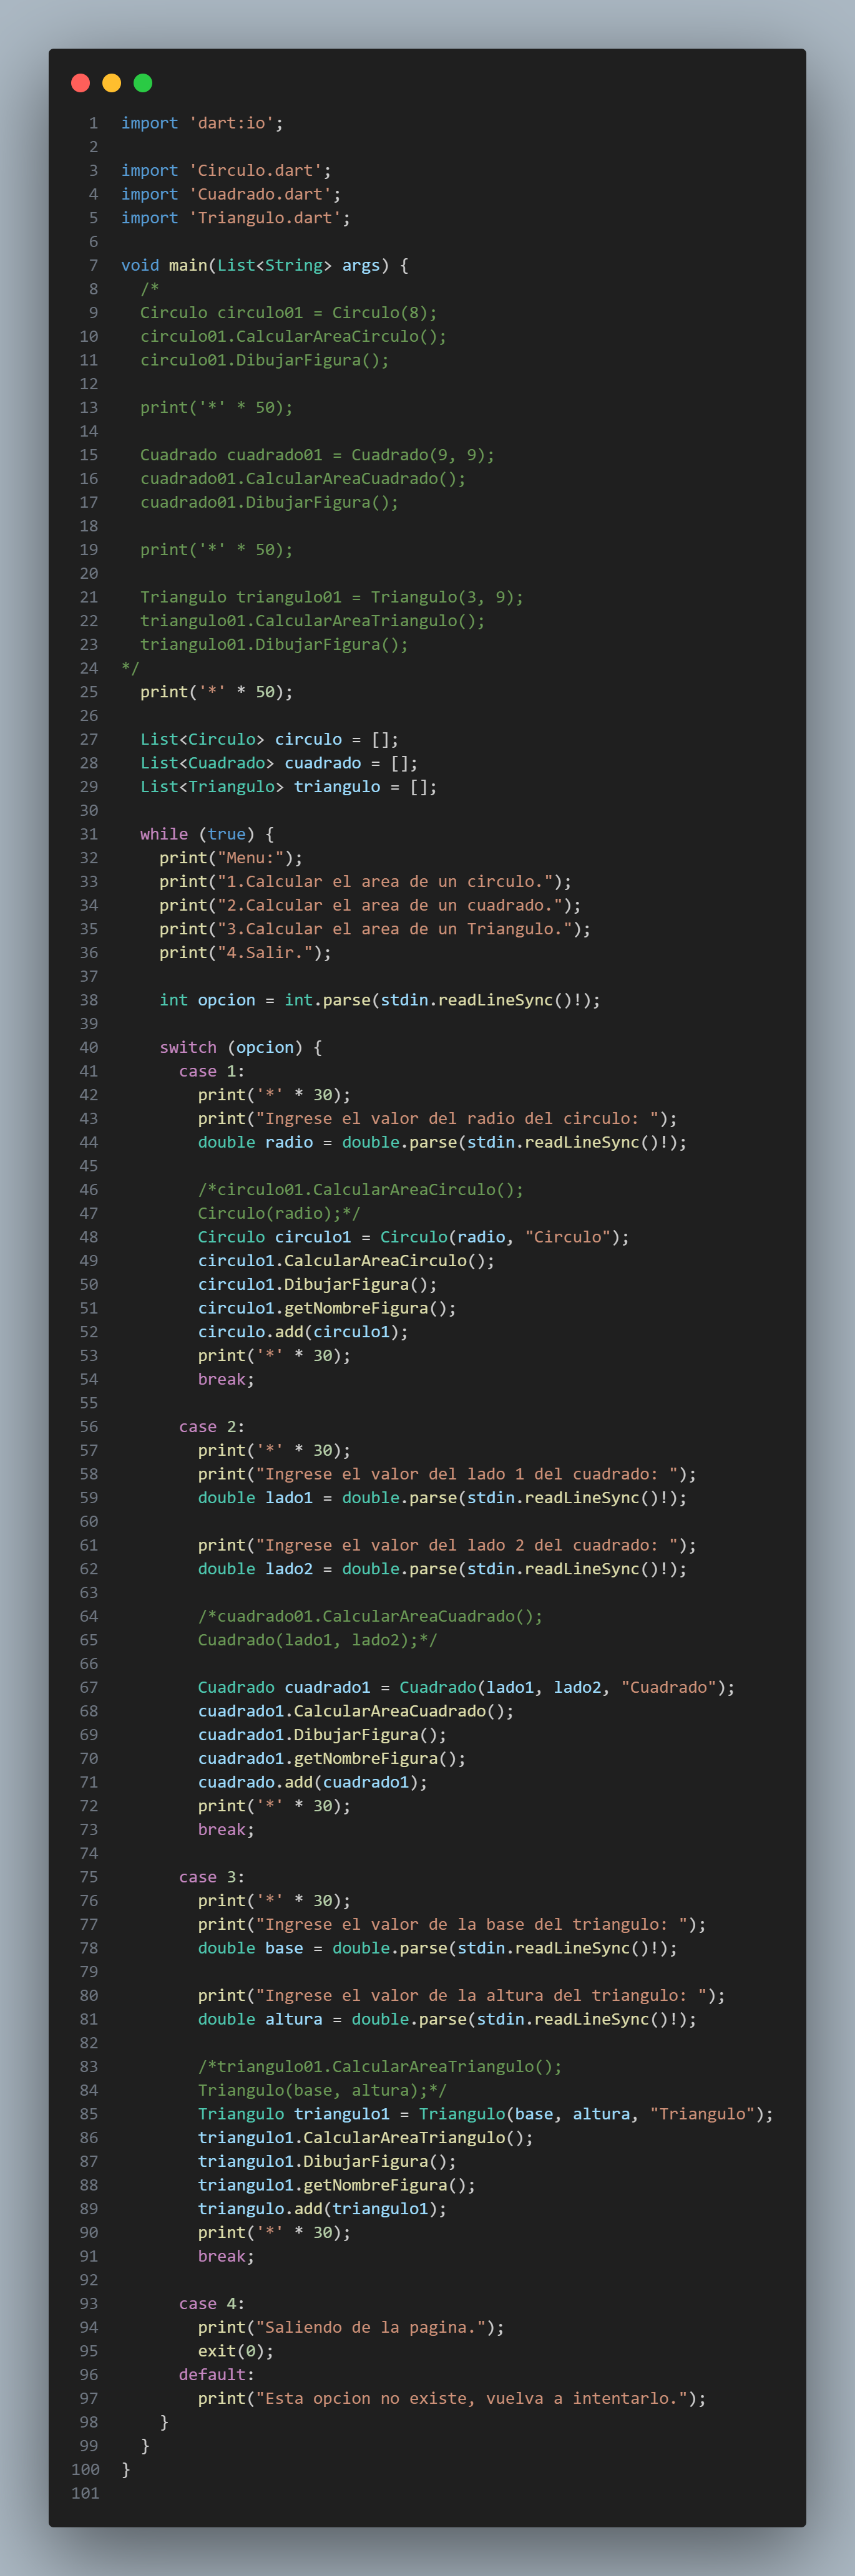 1 import 'dart:io';
2
3 import 'Circulo.dart';
4 import 'Cuadrado.dart';
5 import 'Triangulo.dart';
6
7 void main(List<String> args) {
8   /*
9   Circulo circulo01 = Circulo(8);
10   circulo01.CalcularAreaCirculo();
11   circulo01.DibujarFigura();
12
13   print('*' * 50);
14
15   Cuadrado cuadrado01 = Cuadrado(9, 9);
16   cuadrado01.CalcularAreaCuadrado();
17   cuadrado01.DibujarFigura();
18
19   print('*' * 50);
20
21   Triangulo triangulo01 = Triangulo(3, 9);
22   triangulo01.CalcularAreaTriangulo();
23   triangulo01.DibujarFigura();
24 */
25   print('*' * 50);
26
27   List<Circulo> circulo = [];
28   List<Cuadrado> cuadrado = [];
29   List<Triangulo> triangulo = [];
30
31   while (true) {
32     print("Menu:");
33     print("1.Calcular el area de un circulo.");
34     print("2.Calcular el area de un cuadrado.");
35     print("3.Calcular el area de un Triangulo.");
36     print("4.Salir.");
37
38     int opcion = int.parse(stdin.readLineSync()!);
39
40     switch (opcion) {
41       case 1:
42         print('*' * 30);
43         print("Ingrese el valor del radio del circulo: ");
44         double radio = double.parse(stdin.readLineSync()!);
45
46         /*circulo01.CalcularAreaCirculo();
47         Circulo(radio);*/
48         Circulo circulo1 = Circulo(radio, "Circulo");
49         circulo1.CalcularAreaCirculo();
50         circulo1.DibujarFigura();
51         circulo1.getNombreFigura();
52         circulo.add(circulo1);
53         print('*' * 30);
54         break;
55
56       case 2:
57         print('*' * 30);
58         print("Ingrese el valor del lado 1 del cuadrado: ");
59         double lado1 = double.parse(stdin.readLineSync()!);
60
61         print("Ingrese el valor del lado 2 del cuadrado: ");
62         double lado2 = double.parse(stdin.readLineSync()!);
63
64         /*cuadrado01.CalcularAreaCuadrado();
65         Cuadrado(lado1, lado2);*/
66
67         Cuadrado cuadrado1 = Cuadrado(lado1, lado2, "Cuadrado");
68         cuadrado1.CalcularAreaCuadrado();
69         cuadrado1.DibujarFigura();
70         cuadrado1.getNombreFigura();
71         cuadrado.add(cuadrado1);
72         print('*' * 30);
73         break;
74
75       case 3:
76         print('*' * 30);
77         print("Ingrese el valor de la base del triangulo: ");
78         double base = double.parse(stdin.readLineSync()!);
79
80         print("Ingrese el valor de la altura del triangulo: ");
81         double altura = double.parse(stdin.readLineSync()!);
82
83         /*triangulo01.CalcularAreaTriangulo();
84         Triangulo(base, altura);*/
85         Triangulo triangulo1 = Triangulo(base, altura, "Triangulo");
86         triangulo1.CalcularAreaTriangulo();
87         triangulo1.DibujarFigura();
88         triangulo1.getNombreFigura();
89         triangulo.add(triangulo1);
90         print('*' * 30);
91         break;
92
93       case 4:
94         print("Saliendo de la pagina.");
95         exit(0);
96       default:
97         print("Esta opcion no existe, vuelva a intentarlo.");
98     }
99   }
100 }
101